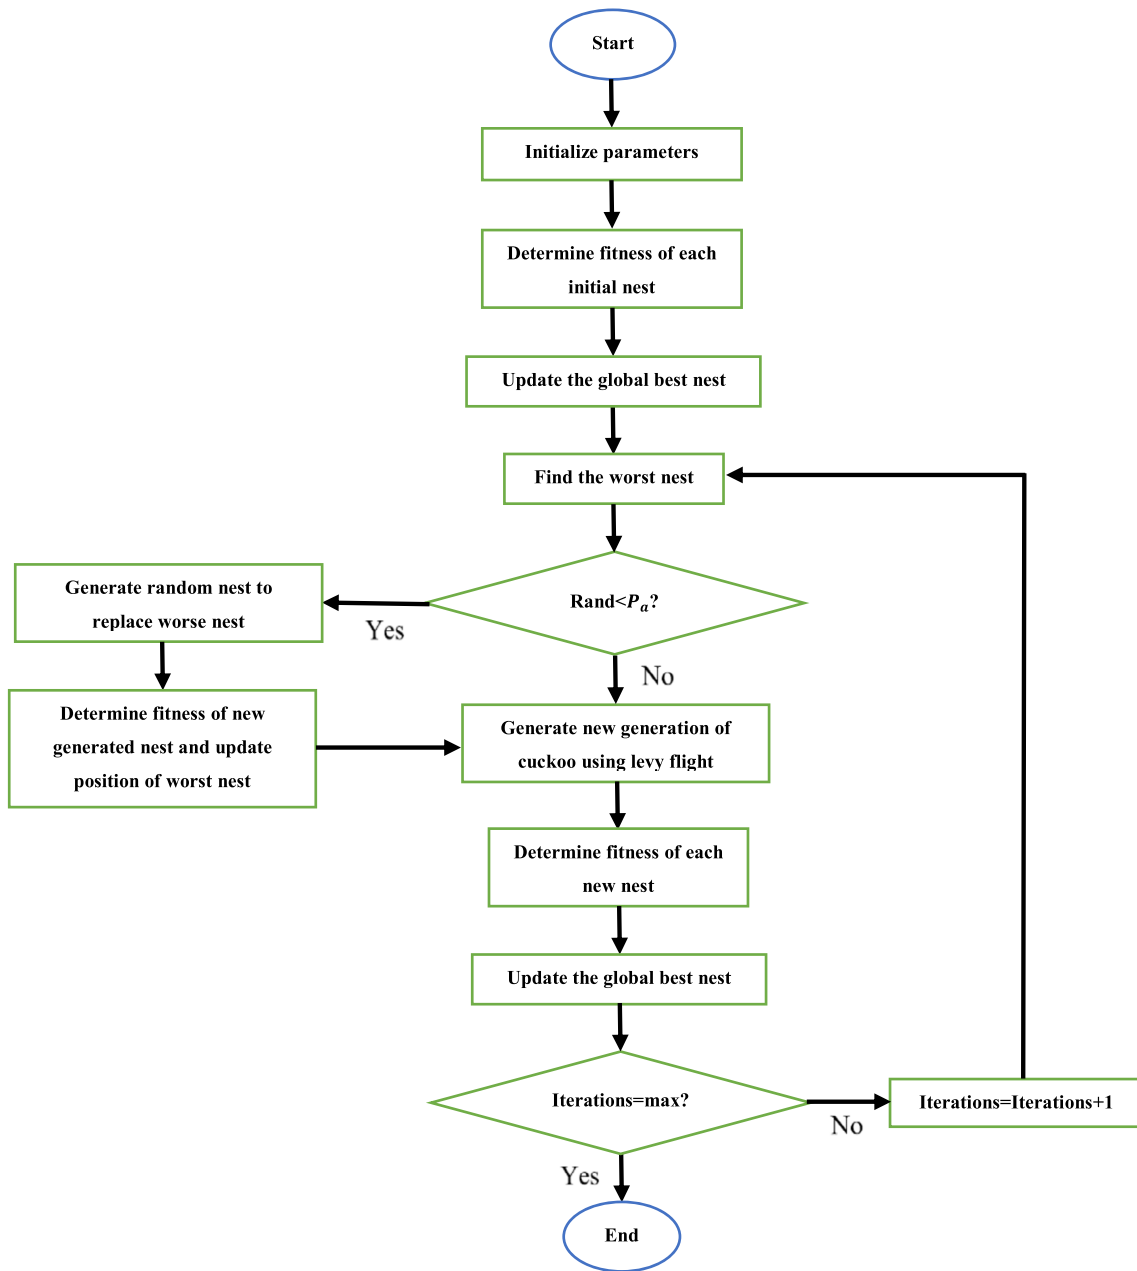 Start
Initialize parameters
Determine fitness of each
initial nest
Update the global best nest
Find the worst nest
Rand<𝑷𝒂?
Yes
No
Generate random nest to
replace worse nest
Determine fitness of new
generated nest and update
position of worst nest
Generate new generation of
cuckoo using levy flight
Determine fitness of each
new nest
Update the global best nest
Iterations=max?
No
Iterations=Iterations+1
Yes
End